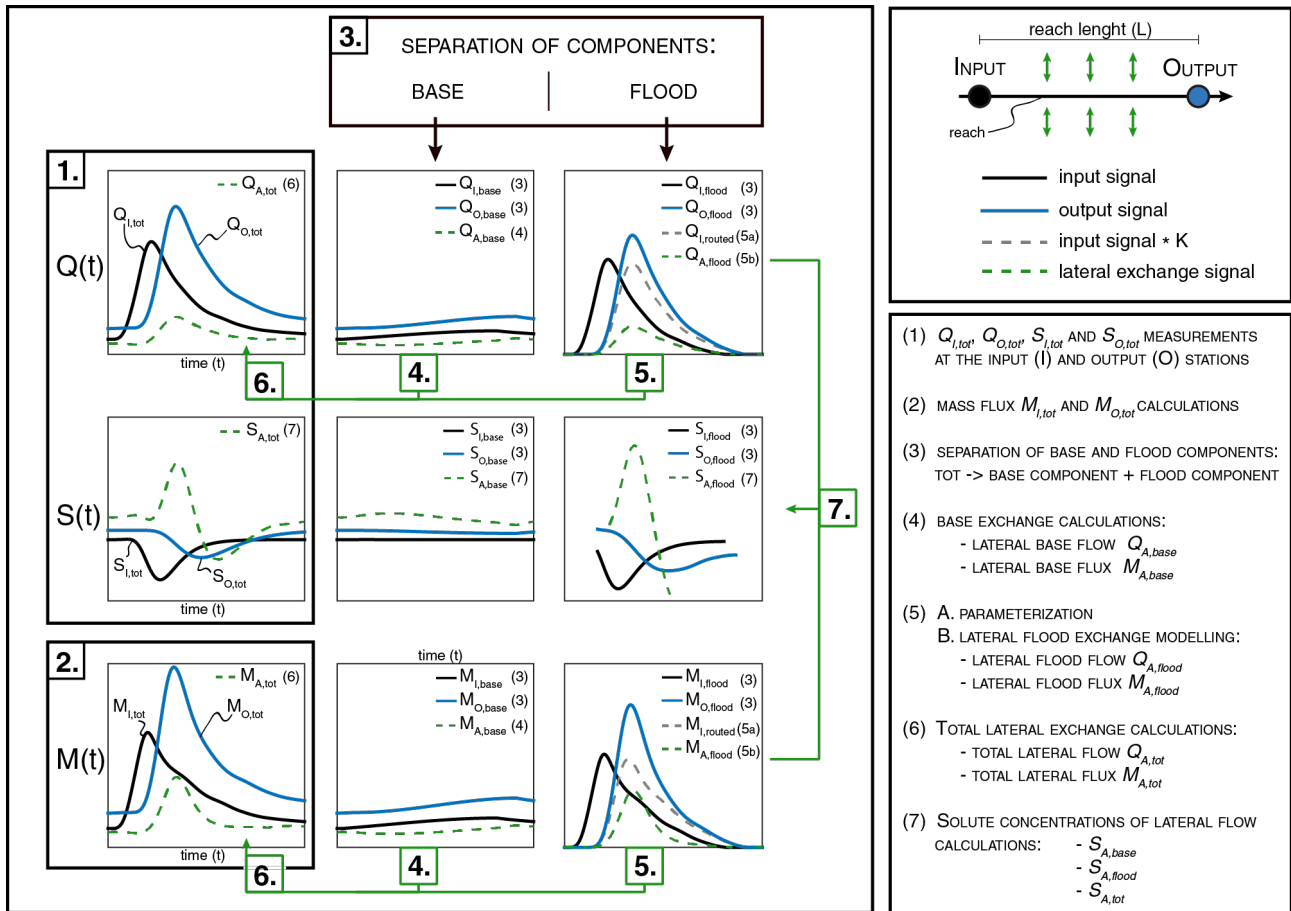 3.
SEPARATION OF COMPONENTS:
BASE
FLOOD
1.
Q(t)
Q_A,tot (6)
Q_I,tot
Q_O,tot
time (t)
Q_I,base (3)
Q_O,base (3)
Q_A,base (4)
Q_I,flood (3)
Q_O,flood (3)
Q_I,routed (5a)
Q_A,flood (5b)
6.
4.
5.
S(t)
S_A,tot (7)
S_I,tot
S_O,tot
time (t)
S_I,base (3)
S_O,base (3)
S_A,base (7)
S_I,flood (3)
S_O,flood (3)
S_A,flood (7)
7.
2.
M(t)
M_A,tot (6)
M_I,tot
M_O,tot
time (t)
time (t)
M_I,base (3)
M_O,base (3)
M_A,base (4)
M_I,flood (3)
M_O,flood (3)
M_I,routed (5a)
M_A,flood (5b)
6.
4.
5.
reach lenght (L)
INPUT
OUTPUT
reach
input signal
output signal
input signal * K
lateral exchange signal
(1) Q_I,tot, Q_O,tot, S_I,tot AND S_O,tot MEASUREMENTS
AT THE INPUT (I) AND OUTPUT (O) STATIONS
(2) MASS FLUX M_I,tot AND M_O,tot CALCULATIONS
(3) SEPARATION OF BASE AND FLOOD COMPONENTS:
TOT -> BASE COMPONENT + FLOOD COMPONENT
(4) BASE EXCHANGE CALCULATIONS:
- LATERAL BASE FLOW Q_A,base
- LATERAL BASE FLUX M_A,base
(5) A. PARAMETERIZATION
B. LATERAL FLOOD EXCHANGE MODELLING:
- LATERAL FLOOD FLOW Q_A,flood
- LATERAL FLOOD FLUX M_A,flood
(6) TOTAL LATERAL EXCHANGE CALCULATIONS:
- TOTAL LATERAL FLOW Q_A,tot
- TOTAL LATERAL FLUX M_A,tot
(7) SOLUTE CONCENTRATIONS OF LATERAL FLOW
CALCULATIONS: - S_A,base
- S_A,flood
- S_A,tot